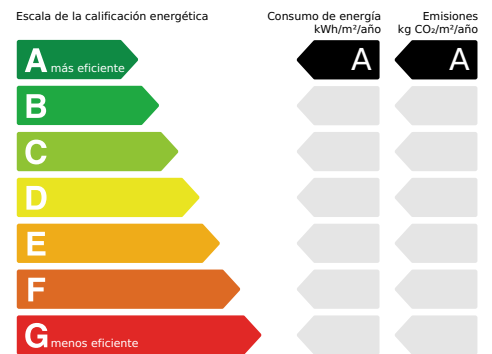 Escala de la calificación energética
Consumo de energía
kWh/m²/año
Emisiones
kg CO₂/m²/año
A más eficiente
A
A
B
C
D
E
F
G menos eficiente